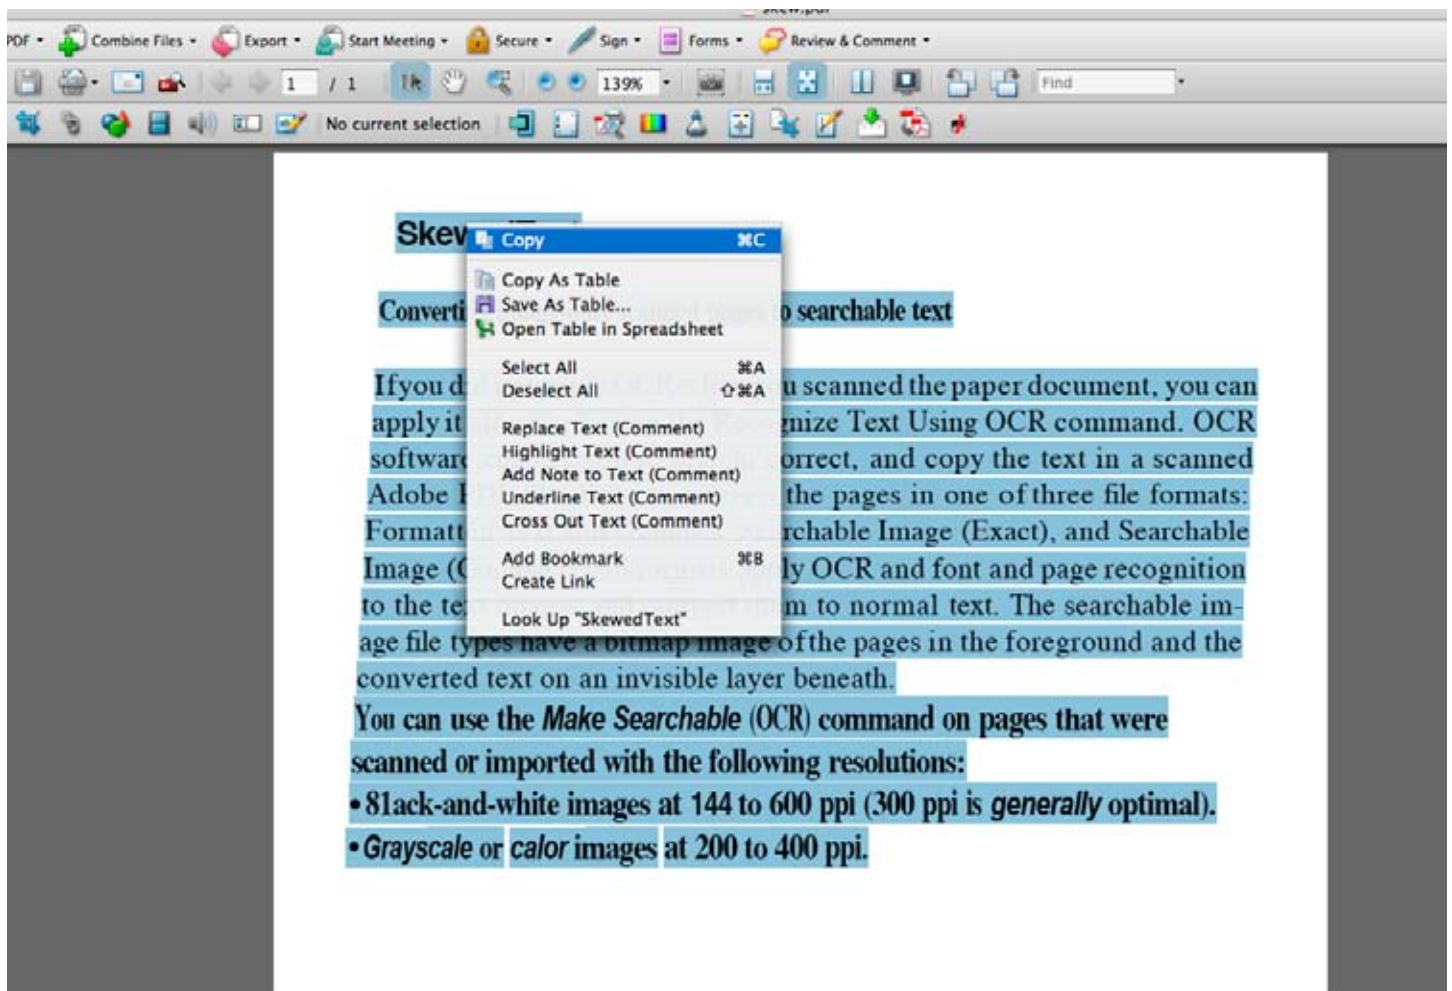 skew.pdf
PDF Combine Files Export Start Meeting Secure Sign Forms Review & Comment
1 / 1 139% Find
No current selection
Skev
Copy ⌘C
Copy As Table
Converti o searchable text
Save As Table...
Open Table in Spreadsheet
Select All ⌘A
Ifyou d u scanned the paper document, you can
Deselect All ⇧⌘A
apply it gnize Text Using OCR command. OCR
Replace Text (Comment)
Highlight Text (Comment)
software orrect, and copy the text in a scanned
Add Note to Text (Comment)
Adobe the pages in one of three file formats:
Underline Text (Comment)
Cross Out Text (Comment)
Formatt rchable Image (Exact), and Searchable
Add Bookmark ⌘B
Image ( ly OCR and font and page recognition
Create Link
to the te m to normal text. The searchable im-
Look Up "SkewedText"
age file types have a bitmap image ofthe pages in the foreground and the
converted text on an invisible layer beneath.
You can use the Make Searchable (OCR) command on pages that were
scanned or imported with the following resolutions:
• 81ack-and-white images at 144 to 600 ppi (300 ppi is generally optimal).
• Grayscale or calor images at 200 to 400 ppi.